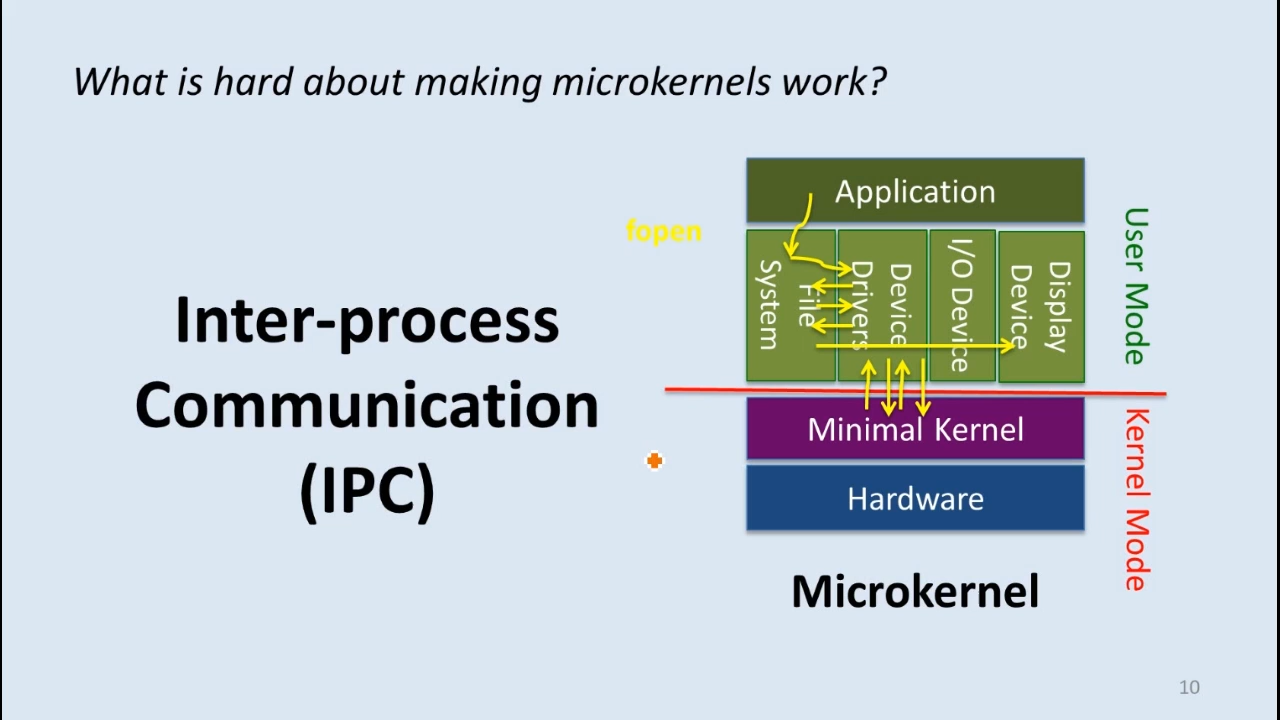 What is hard about making microkernels work?
fopen
Inter-process
Communication
(IPC)
Application
File
System
Device
Drivers
I/O Device
Display
Device
User Mode
Minimal Kernel
Kernel Mode
Hardware
Microkernel
10